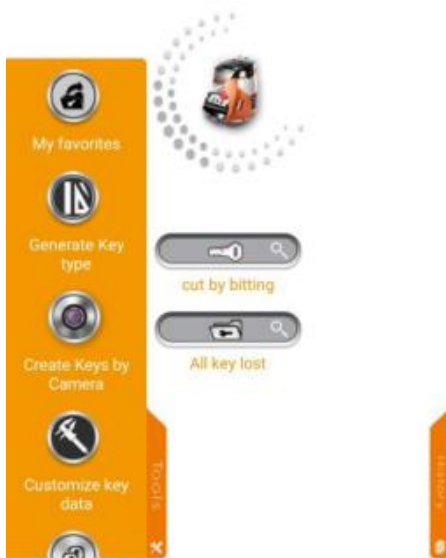 My favorites
Generate Key
type
cut by bitting
Create Keys by
Camera
All key lost
Customize key
data
Tools
History